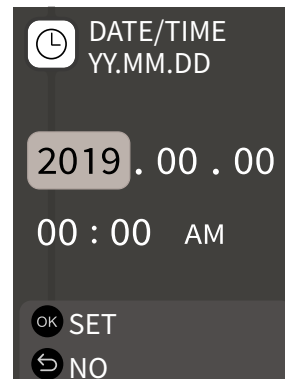 DATE/TIME
YY.MM.DD
2019. 00 . 00
00 : 00 AM
OK SET
NO